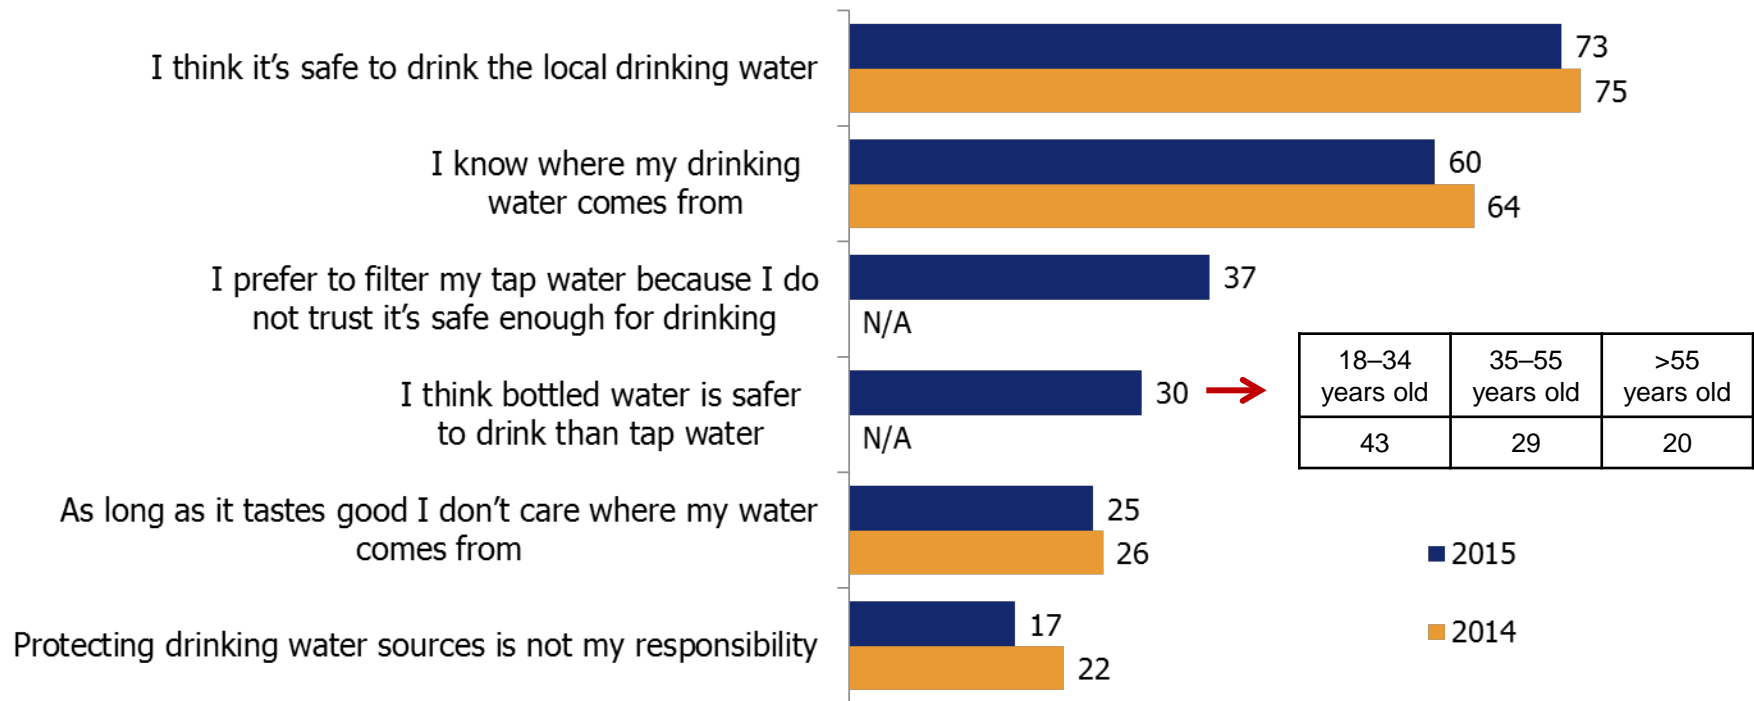 I think it’s safe to drink the local drinking water
73
75
I know where my drinking
water comes from
60
64
I prefer to filter my tap water because I do
not trust it’s safe enough for drinking
37
N/A
I think bottled water is safer
to drink than tap water
30
N/A
18–34 years old
35–55 years old
>55 years old
43
29
20
As long as it tastes good I don’t care where my water
comes from
25
26
Protecting drinking water sources is not my responsibility
17
22
2015
2014